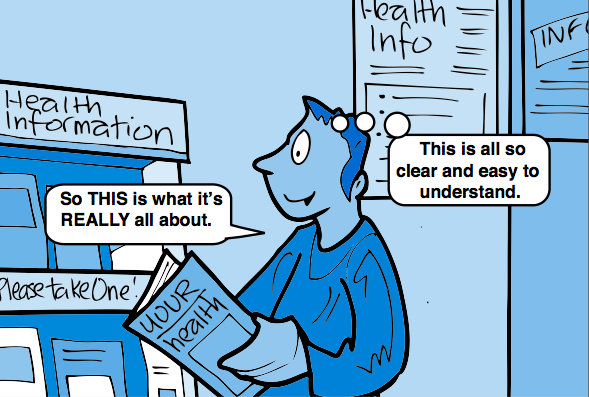 Health
Info
INF
Health
Information
This is all so
clear and easy to
understand.
So THIS is what it's
REALLY all about.
Please take One!
YOUR
health